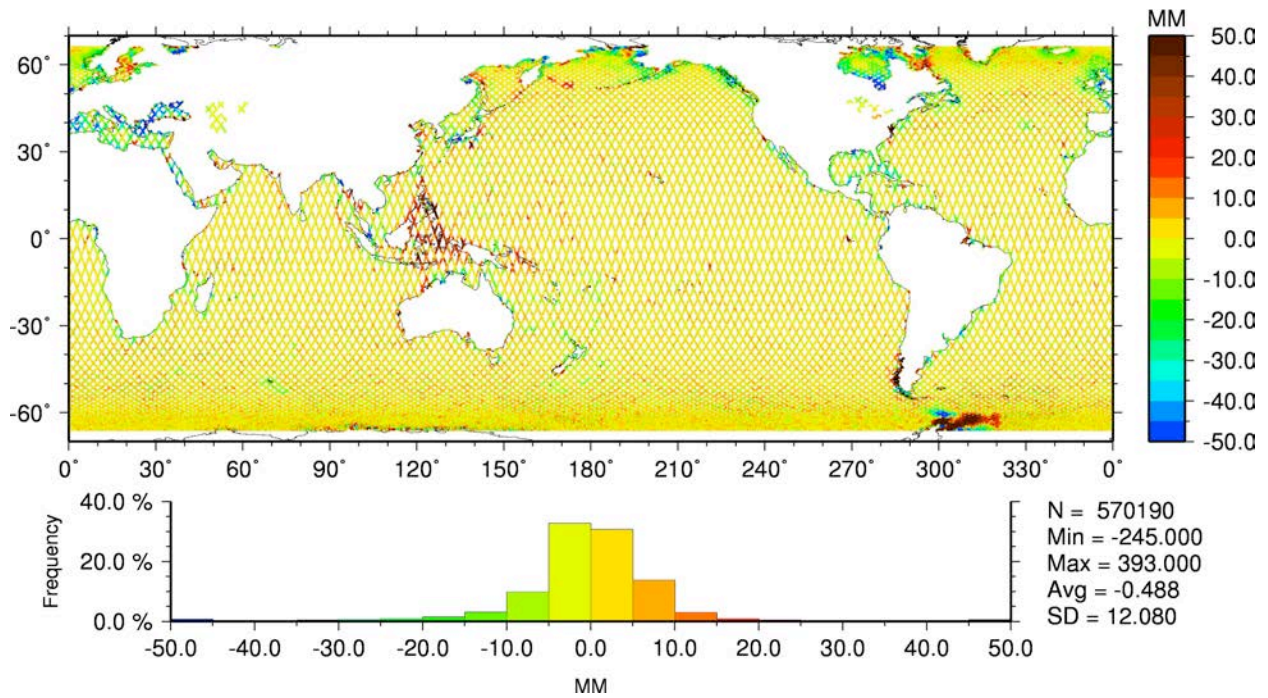 MM
60° 30° 0° -30° -60°
50.0
40.0
30.0
20.0
10.0
0.0
-10.0
-20.0
-30.0
-40.0
-50.0
0° 30° 60° 90° 120° 150° 180° 210° 240° 270° 300° 330° 0°
Frequency
40.0 %
20.0 %
0.0 %
-50.0 -40.0 -30.0 -20.0 -10.0 0.0 10.0 20.0 30.0 40.0 50.0
MM
N = 570190
Min = -245.000
Max = 393.000
Avg = -0.488
SD = 12.080